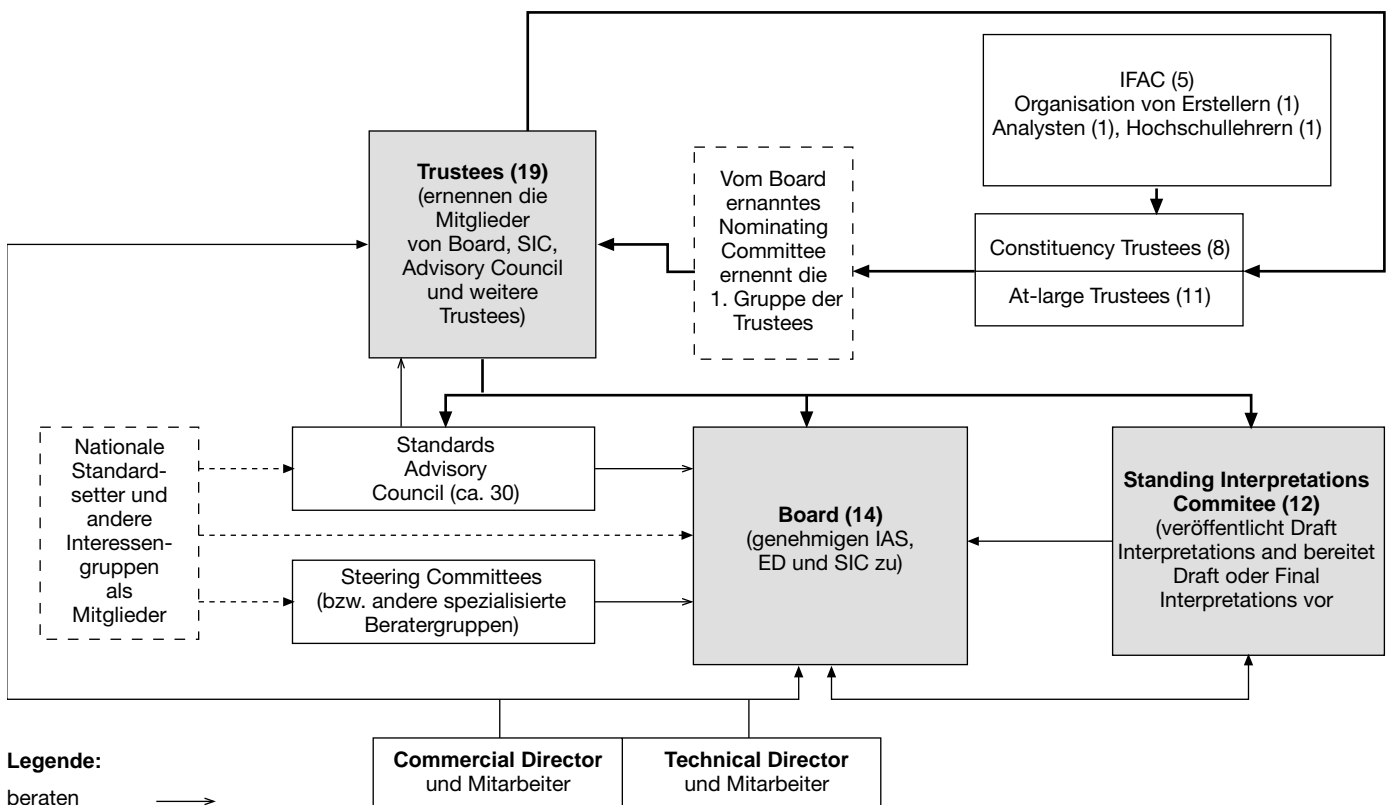 IFAC (5)
Organisation von Erstellern (1)
Analysten (1), Hochschullehrern (1)
Trustees (19)
(ernennen die
Mitglieder
von Board, SIC,
Advisory Council
und weitere
Trustees)
Vom Board
ernanntes
Nominating
Committee
ernennt die
1. Gruppe der
Trustees
Constituency Trustees (8)
At-large Trustees (11)
Nationale
Standard-
setter und
andere
Interessen-
gruppen
als
Mitglieder
Standards
Advisory
Council (ca. 30)
Steering Committees
(bzw. andere spezialisierte
Beratergruppen)
Board (14)
(genehmigen IAS,
ED und SIC zu)
Standing Interpretations
Commitee (12)
(veröffentlicht Draft
Interpretations and bereitet
Draft oder Final
Interpretations vor
Commercial Director
und Mitarbeiter
Technical Director
und Mitarbeiter
Legende:
beraten